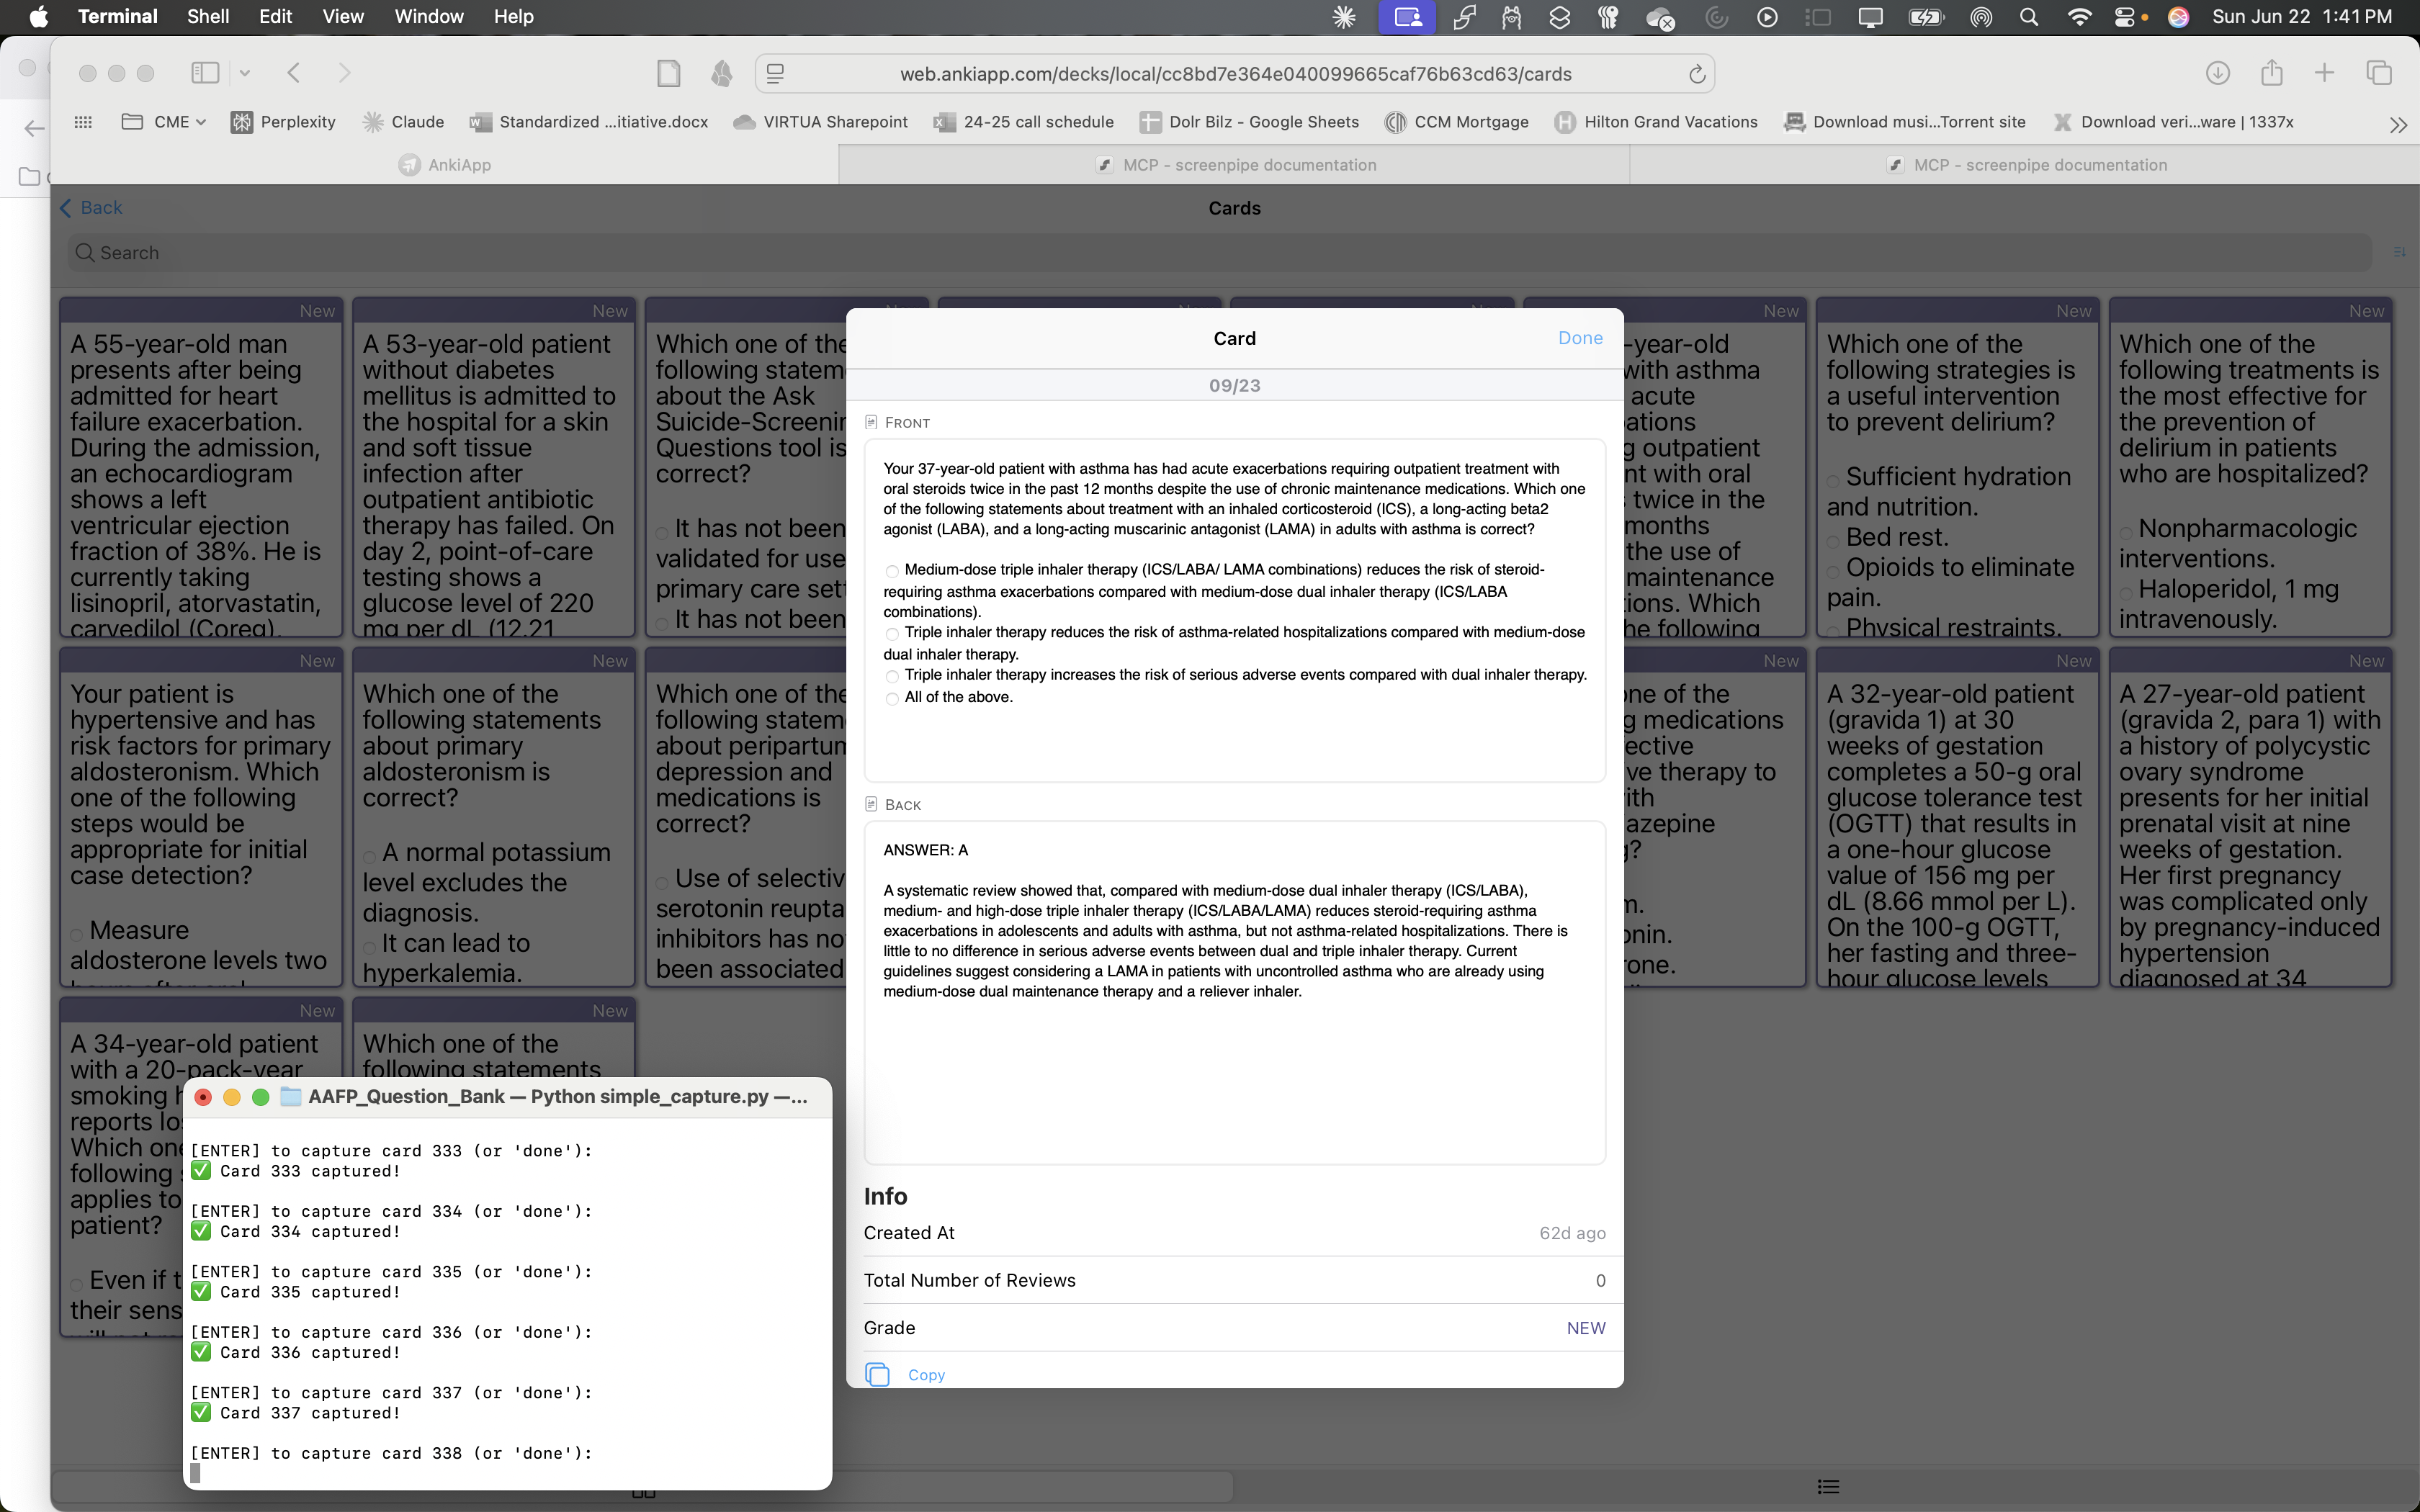 Terminal Shell Edit View Window Help
Sun Jun 22 1:41 PM
web.ankiapp.com/decks/local/cc8bd7e364e040099665caf76b63cd63/cards
CME Perplexity Claude Standardized ...itiative.docx VIRTUA Sharepoint 24-25 call schedule Dolr Bilz - Google Sheets CCM Mortgage Hilton Grand Vacations Download musi...Torrent site Download veri...ware | 1337x
AnkiApp MCP - screenpipe documentation MCP - screenpipe documentation
Back
Cards
Search
New
A 55-year-old man
presents after being
admitted for heart
failure exacerbation.
During the admission,
an echocardiogram
shows a left
ventricular ejection
fraction of 38%. He is
currently taking
lisinopril, atorvastatin,
carvedilol (Coreg),
New
A 53-year-old patient
without diabetes
mellitus is admitted to
the hospital for a skin
and soft tissue
infection after
outpatient antibiotic
therapy has failed. On
day 2, point-of-care
testing shows a
glucose level of 220
mg per dL (12.21
Which one of the
following statem
about the Ask
Suicide-Screenin
Questions tool is
correct?
It has not been
validated for use
primary care sett
It has not been
New
-year-old
with asthma
acute
ations
g outpatient
nt with oral
twice in the
months
the use of
maintenance
ions. Which
he following
New
Which one of the
following strategies is
a useful intervention
to prevent delirium?
Sufficient hydration
and nutrition.
Bed rest.
Opioids to eliminate
pain.
Physical restraints.
New
Which one of the
following treatments is
the most effective for
the prevention of
delirium in patients
who are hospitalized?
Nonpharmacologic
interventions.
Haloperidol, 1 mg
intravenously.
New
Your patient is
hypertensive and has
risk factors for primary
aldosteronism. Which
one of the following
steps would be
appropriate for initial
case detection?
Measure
aldosterone levels two
New
Which one of the
following statements
about primary
aldosteronism is
correct?
A normal potassium
level excludes the
diagnosis.
It can lead to
hyperkalemia.
Which one of the
following statem
about peripartum
depression and
medications is
correct?
Use of selectiv
serotonin reupta
inhibitors has no
been associated
New
ne of the
g medications
ective
ve therapy to
ith
azepine
g?
m.
onin.
one.
New
A 32-year-old patient
(gravida 1) at 30
weeks of gestation
completes a 50-g oral
glucose tolerance test
(OGTT) that results in
a one-hour glucose
value of 156 mg per
dL (8.66 mmol per L).
On the 100-g OGTT,
her fasting and three-
hour glucose levels
New
A 27-year-old patient
(gravida 2, para 1) with
a history of polycystic
ovary syndrome
presents for her initial
prenatal visit at nine
weeks of gestation.
Her first pregnancy
was complicated only
by pregnancy-induced
hypertension
diagnosed at 34
New
A 34-year-old patient
with a 20-pack-year
smoking h
reports lo
Which one
following s
applies to
patient?
Even if t
their sens
New
Which one of the
following statements
Card
Done
09/23
FRONT
Your 37-year-old patient with asthma has had acute exacerbations requiring outpatient treatment with
oral steroids twice in the past 12 months despite the use of chronic maintenance medications. Which one
of the following statements about treatment with an inhaled corticosteroid (ICS), a long-acting beta2
agonist (LABA), and a long-acting muscarinic antagonist (LAMA) in adults with asthma is correct?
Medium-dose triple inhaler therapy (ICS/LABA/ LAMA combinations) reduces the risk of steroid-
requiring asthma exacerbations compared with medium-dose dual inhaler therapy (ICS/LABA
combinations).
Triple inhaler therapy reduces the risk of asthma-related hospitalizations compared with medium-dose
dual inhaler therapy.
Triple inhaler therapy increases the risk of serious adverse events compared with dual inhaler therapy.
All of the above.
BACK
ANSWER: A
A systematic review showed that, compared with medium-dose dual inhaler therapy (ICS/LABA),
medium- and high-dose triple inhaler therapy (ICS/LABA/LAMA) reduces steroid-requiring asthma
exacerbations in adolescents and adults with asthma, but not asthma-related hospitalizations. There is
little to no difference in serious adverse events between dual and triple inhaler therapy. Current
guidelines suggest considering a LAMA in patients with uncontrolled asthma who are already using
medium-dose dual maintenance therapy and a reliever inhaler.
Info
Created At 62d ago
Total Number of Reviews 0
Grade NEW
Copy
AAFP_Question_Bank — Python simple_capture.py —...
[ENTER] to capture card 333 (or 'done'):
✅ Card 333 captured!
[ENTER] to capture card 334 (or 'done'):
✅ Card 334 captured!
[ENTER] to capture card 335 (or 'done'):
✅ Card 335 captured!
[ENTER] to capture card 336 (or 'done'):
✅ Card 336 captured!
[ENTER] to capture card 337 (or 'done'):
✅ Card 337 captured!
[ENTER] to capture card 338 (or 'done'):